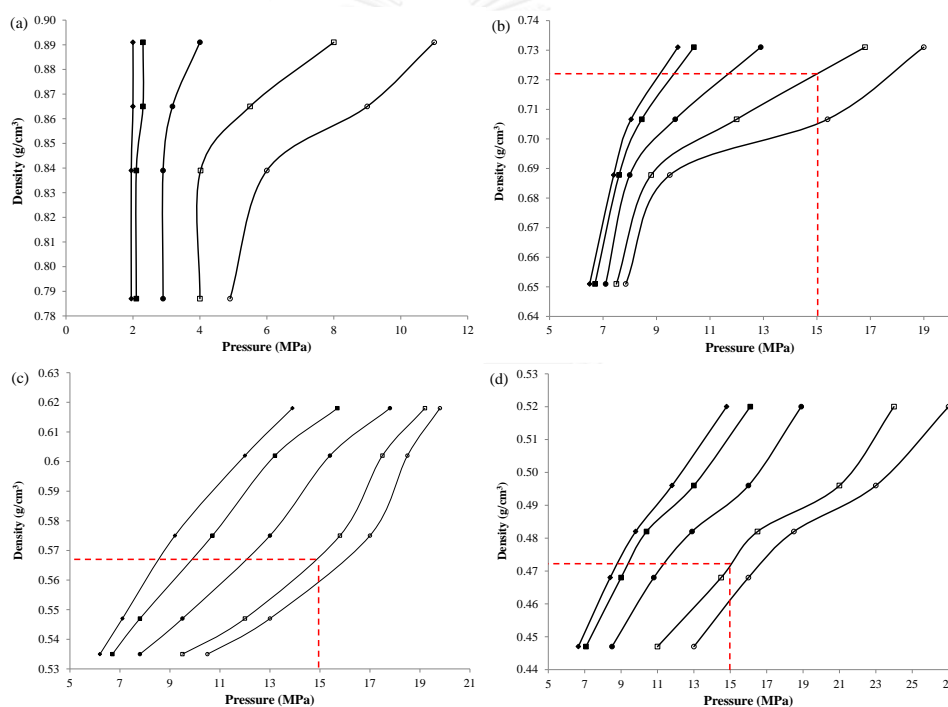 (a)
0.90
0.89
0.88
0.87
0.86
0.85
0.84
0.83
0.82
0.81
0.80
0.79
0.78
Density (g/cm³)
0 2 4 6 8 10 12
Pressure (MPa)
(b)
0.74
0.73
0.72
0.71
0.70
0.69
0.68
0.67
0.66
0.65
0.64
Density (g/cm³)
5 7 9 11 13 15 17 19
Pressure (MPa)
(c)
0.63
0.62
0.61
0.6
0.59
0.58
0.57
0.56
0.55
0.54
0.53
Density (g/cm³)
5 7 9 11 13 15 17 19 21
Pressure (MPa)
(d)
0.53
0.52
0.51
0.50
0.49
0.48
0.47
0.46
0.45
0.44
Density (g/cm³)
5 7 9 11 13 15 17 19 21 23 25
Pressure (MPa)